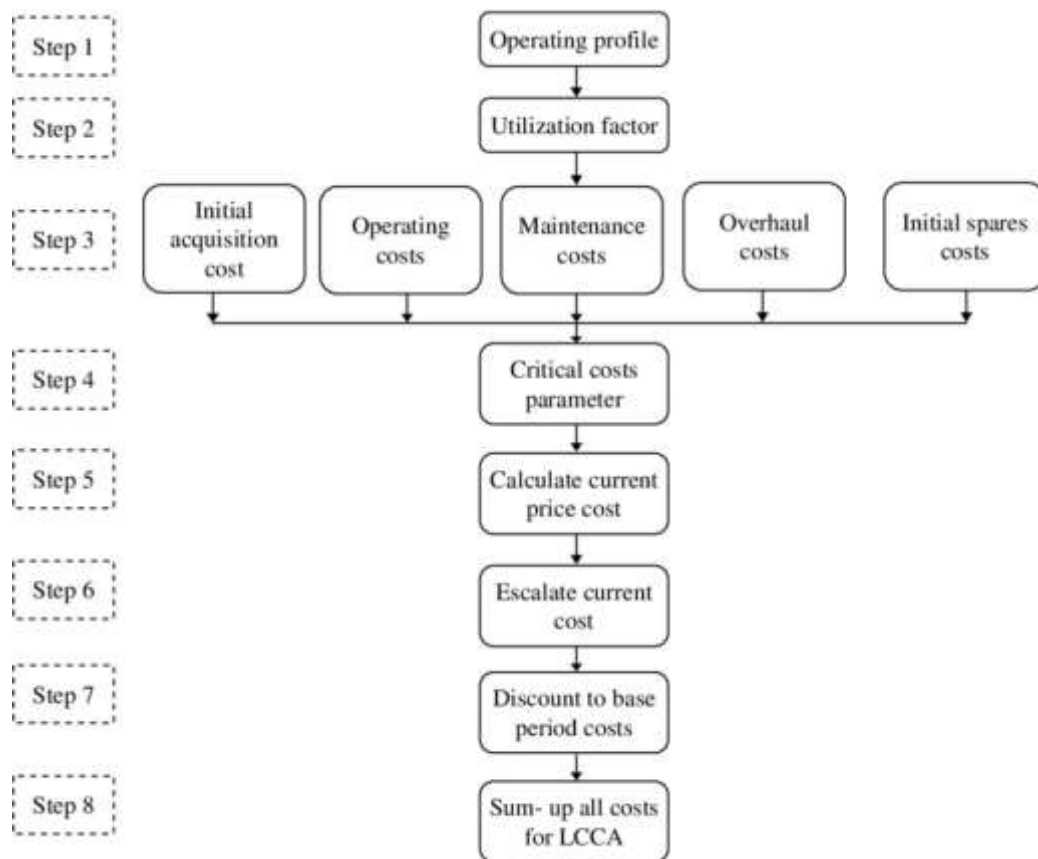 Step 1
Operating profile
Step 2
Utilization factor
Step 3
Initial
acquisition
cost
Operating
costs
Maintenance
costs
Overhaul
costs
Initial spares
costs
Step 4
Critical costs
parameter
Step 5
Calculate current
price cost
Step 6
Escalate current
cost
Step 7
Discount to base
period costs
Step 8
Sum- up all costs
for LCCA